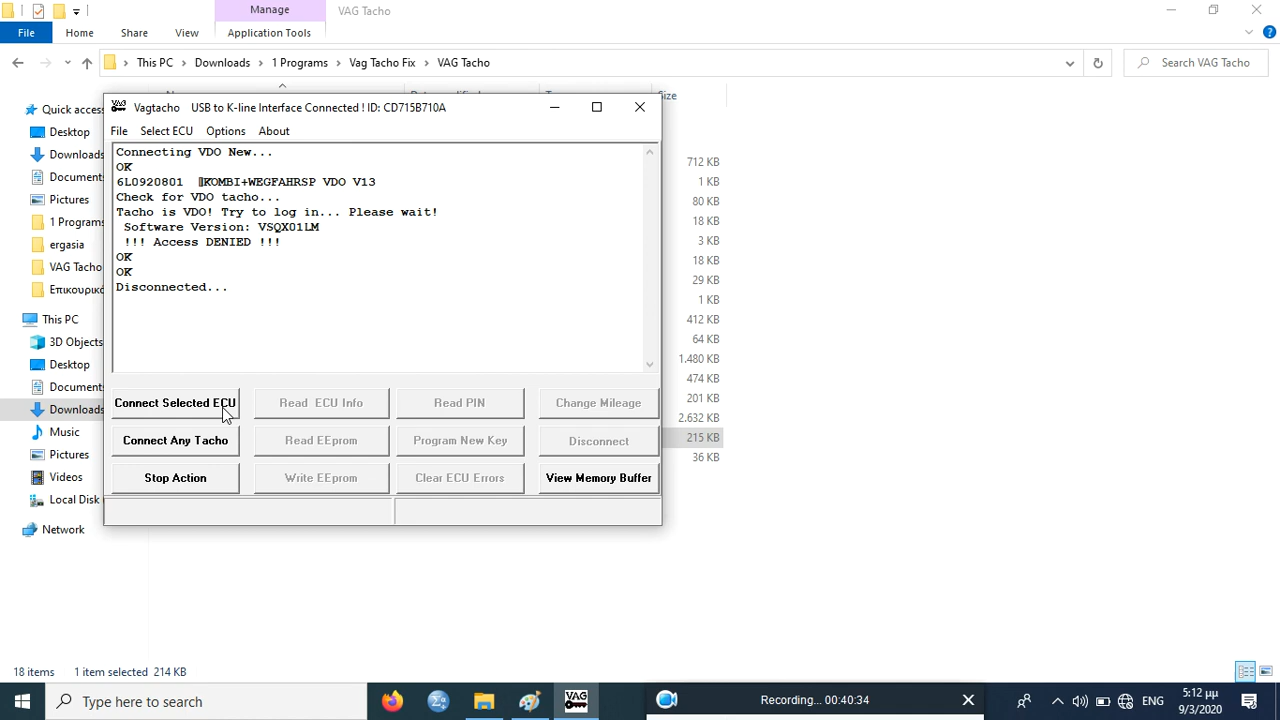 Manage
VAG Tacho
File
Home
Share
View
Application Tools
This PC
Downloads
1 Programs
Vag Tacho Fix
VAG Tacho
Search VAG Tacho
Quick access
Desktop
Downloads
Documents
Pictures
1 Programs
ergasia
VAG Tacho
This PC
3D Objects
Desktop
Documents
Downloads
Music
Pictures
Videos
Local Disk
Network
Vagtacho USB to K-line Interface Connected ! ID: CD715B710A
File Select ECU Options About
Connecting VDO New...
OK
6L0920801 KOMBI+WEGFAHRSP VDO V13
Check for VDO tacho...
Tacho is VDO! Try to log in... Please wait!
Software Version: VSQX01LM
!!! Access DENIED !!!
OK
OK
Disconnected...
Connect Selected ECU
Read ECU Info
Read PIN
Change Mileage
Connect Any Tacho
Read EEprom
Program New Key
Disconnect
Stop Action
Write EEprom
Clear ECU Errors
View Memory Buffer
712 KB
1 KB
80 KB
18 KB
3 KB
18 KB
29 KB
1 KB
412 KB
64 KB
1.480 KB
474 KB
201 KB
2.632 KB
215 KB
36 KB
18 items
1 item selected 214 KB
Type here to search
VAG
Recording... 00:40:34
ENG
5:12 μμ
9/3/2020